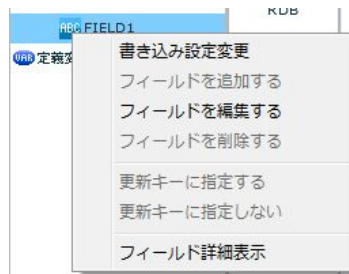 RDB
ABC FIELD1
VAR 定義変
書き込み設定変更
フィールドを追加する
フィールドを編集する
フィールドを削除する
更新キーに指定する
更新キーに指定しない
フィールド詳細表示